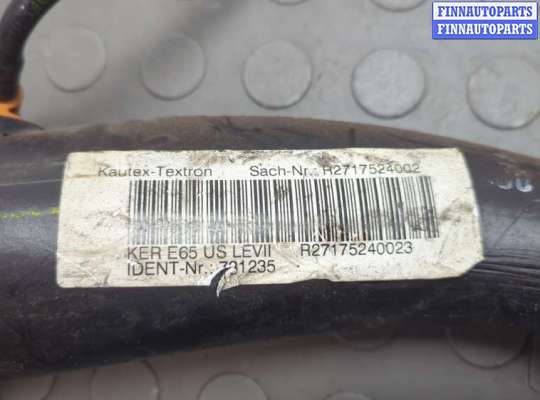 FINNAUTOPARTS
FINNAUTOPARTS
Kautex-Textron Sach-Nr.: R2717524002
KER E65 US LEVII R27175240023
IDENT-Nr.: 731235